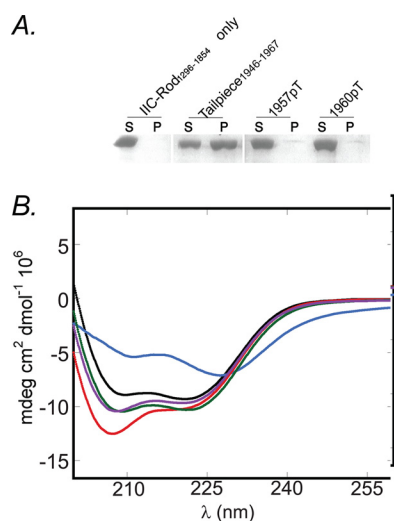 A.
IIC-Rod1296-1854 only
Tailpiece1946-1967
1957pT
1960pT
S P S P S P S P
B.
mdeg cm² dmol⁻¹ 10⁶
5
0
-5
-10
-15
210 225 240 255
λ (nm)